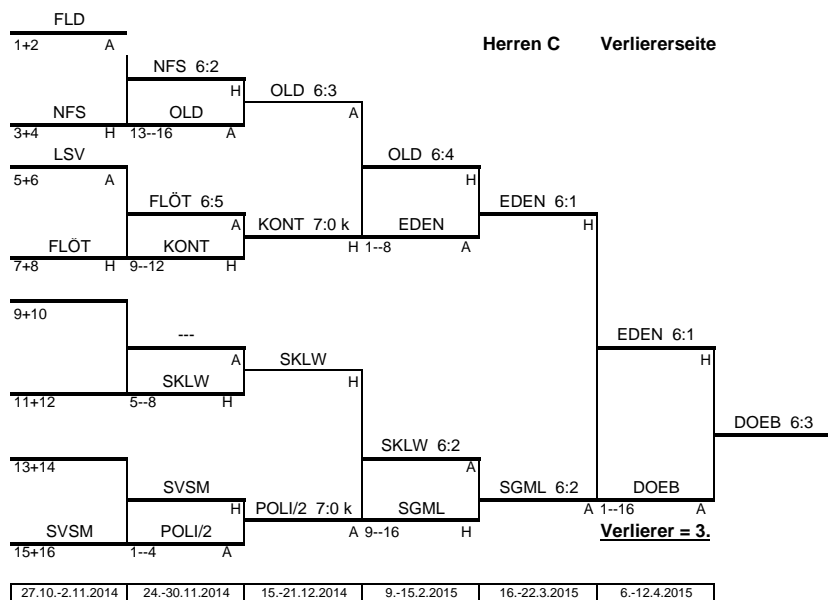 FLD
Herren C Verliererseite
1+2 A
NFS 6:2
H OLD 6:3
NFS OLD A
3+4 H 13--16 A
LSV OLD 6:4
5+6 A H
FLÖT 6:5 EDEN 6:1
A KONT 7:0 k EDEN H
FLÖT KONT H 1--8 A
7+8 H 9--12 H
9+10
--- EDEN 6:1
A SKLW H
SKLW H
11+12 5--8 H
DOEB 6:3
SKLW 6:2
13+14 A
SVSM SGML 6:2 DOEB
H POLI/2 7:0 k SGML A 1--16 A
SVSM POLI/2 A 9--16 H Verlierer = 3.
15+16 1--4 A
27.10.-2.11.2014 24.-30.11.2014 15.-21.12.2014 9.-15.2.2015 16.-22.3.2015 6.-12.4.2015